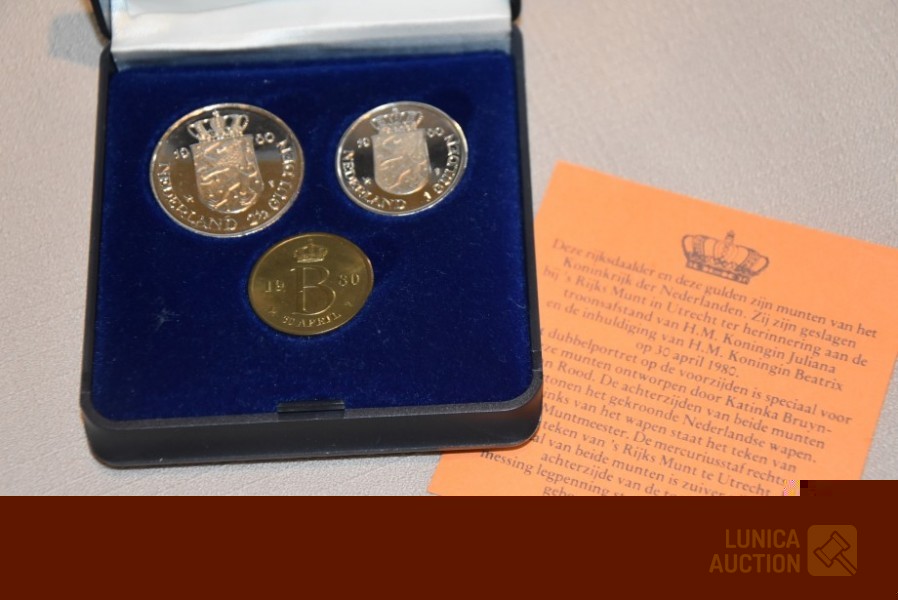 19 80
NEDERLAND 2½ GULDEN
19 80
NEDERLAND 1 GULDEN
19 80
B
30 APRIL
Deze rijksdaalder en deze gulden zijn munten van het
Koninkrijk der Nederlanden. Zij zijn geslagen
bij 's Rijks Munt in Utrecht ter herinnering aan de
troonsafstand van H.M. Koningin Juliana
en de inhuldiging van H.M. Koningin Beatrix
op 30 april 1980.
dubbelportret op de voorzijden is speciaal voor
munten ontworpen door Katinka Bruyn-
Rood. De achterzijden van beide munten
tonen het gekroonde Nederlandse wapen.
van het wapen staat het teken van
Muntmeester. De mercuriusstaf rechts
teken van 's Rijks Munt te Utrecht
van beide munten is zuiver
messing legpenning
achterzijde van de
LUNICA
AUCTION